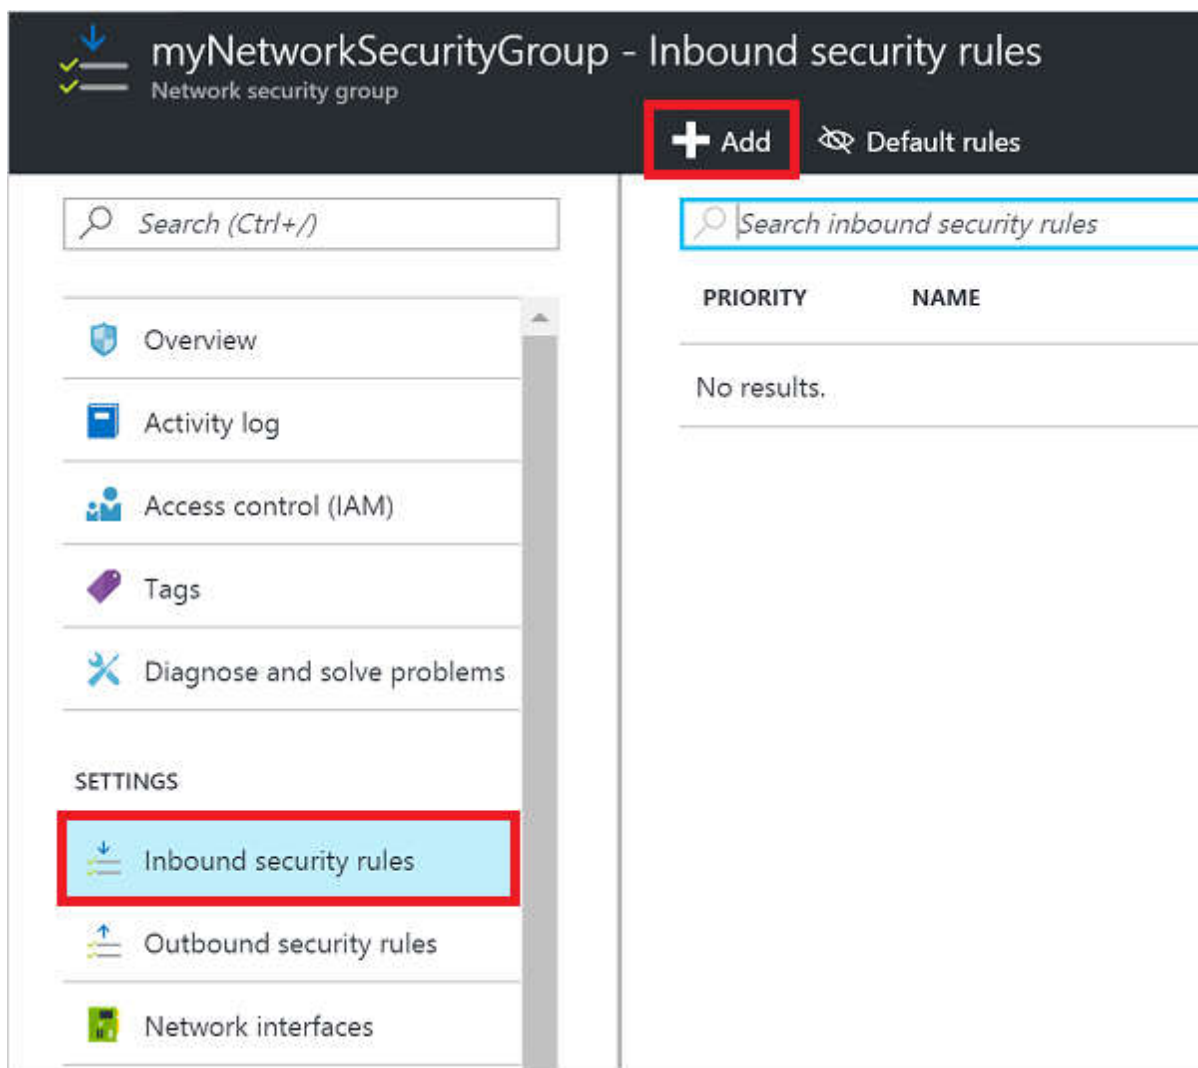 myNetworkSecurityGroup - Inbound security rules
Network security group
Add
Default rules
Search (Ctrl+/)
Overview
Activity log
Access control (IAM)
Tags
Diagnose and solve problems
SETTINGS
Inbound security rules
Outbound security rules
Network interfaces
Search inbound security rules
PRIORITY NAME
No results.